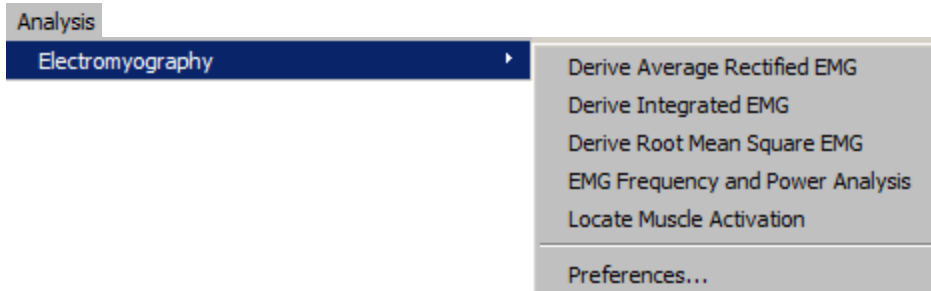 Analysis
Electromyography
Derive Average Rectified EMG
Derive Integrated EMG
Derive Root Mean Square EMG
EMG Frequency and Power Analysis
Locate Muscle Activation
Preferences...